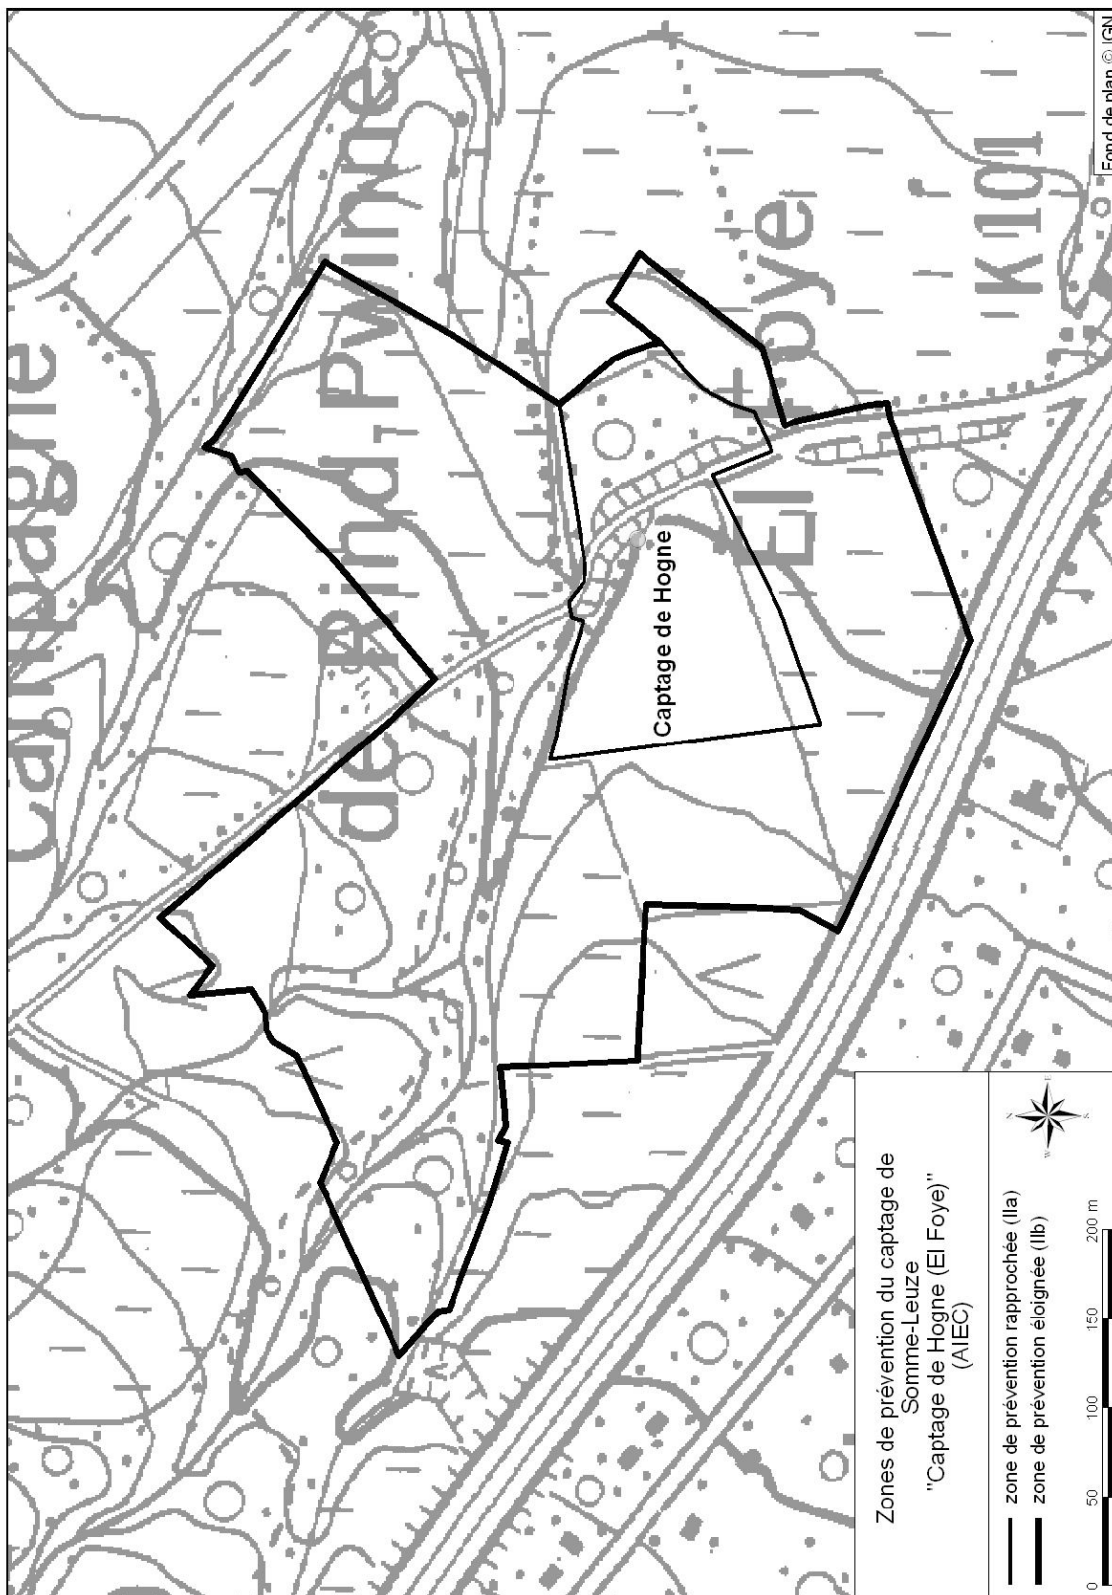 de Rind Pwinne
El Foye
K 101
Captage de Hogne
Zones de prévention du captage de
Somme-Leuze
"Captage de Hogne (El Foye)"
(AIEC)
zone de prévention rapprochée (IIa)
zone de prévention éloignée (IIb)
N
E
S
W
0 50 100 150 200 m
Fond de plan © IGN